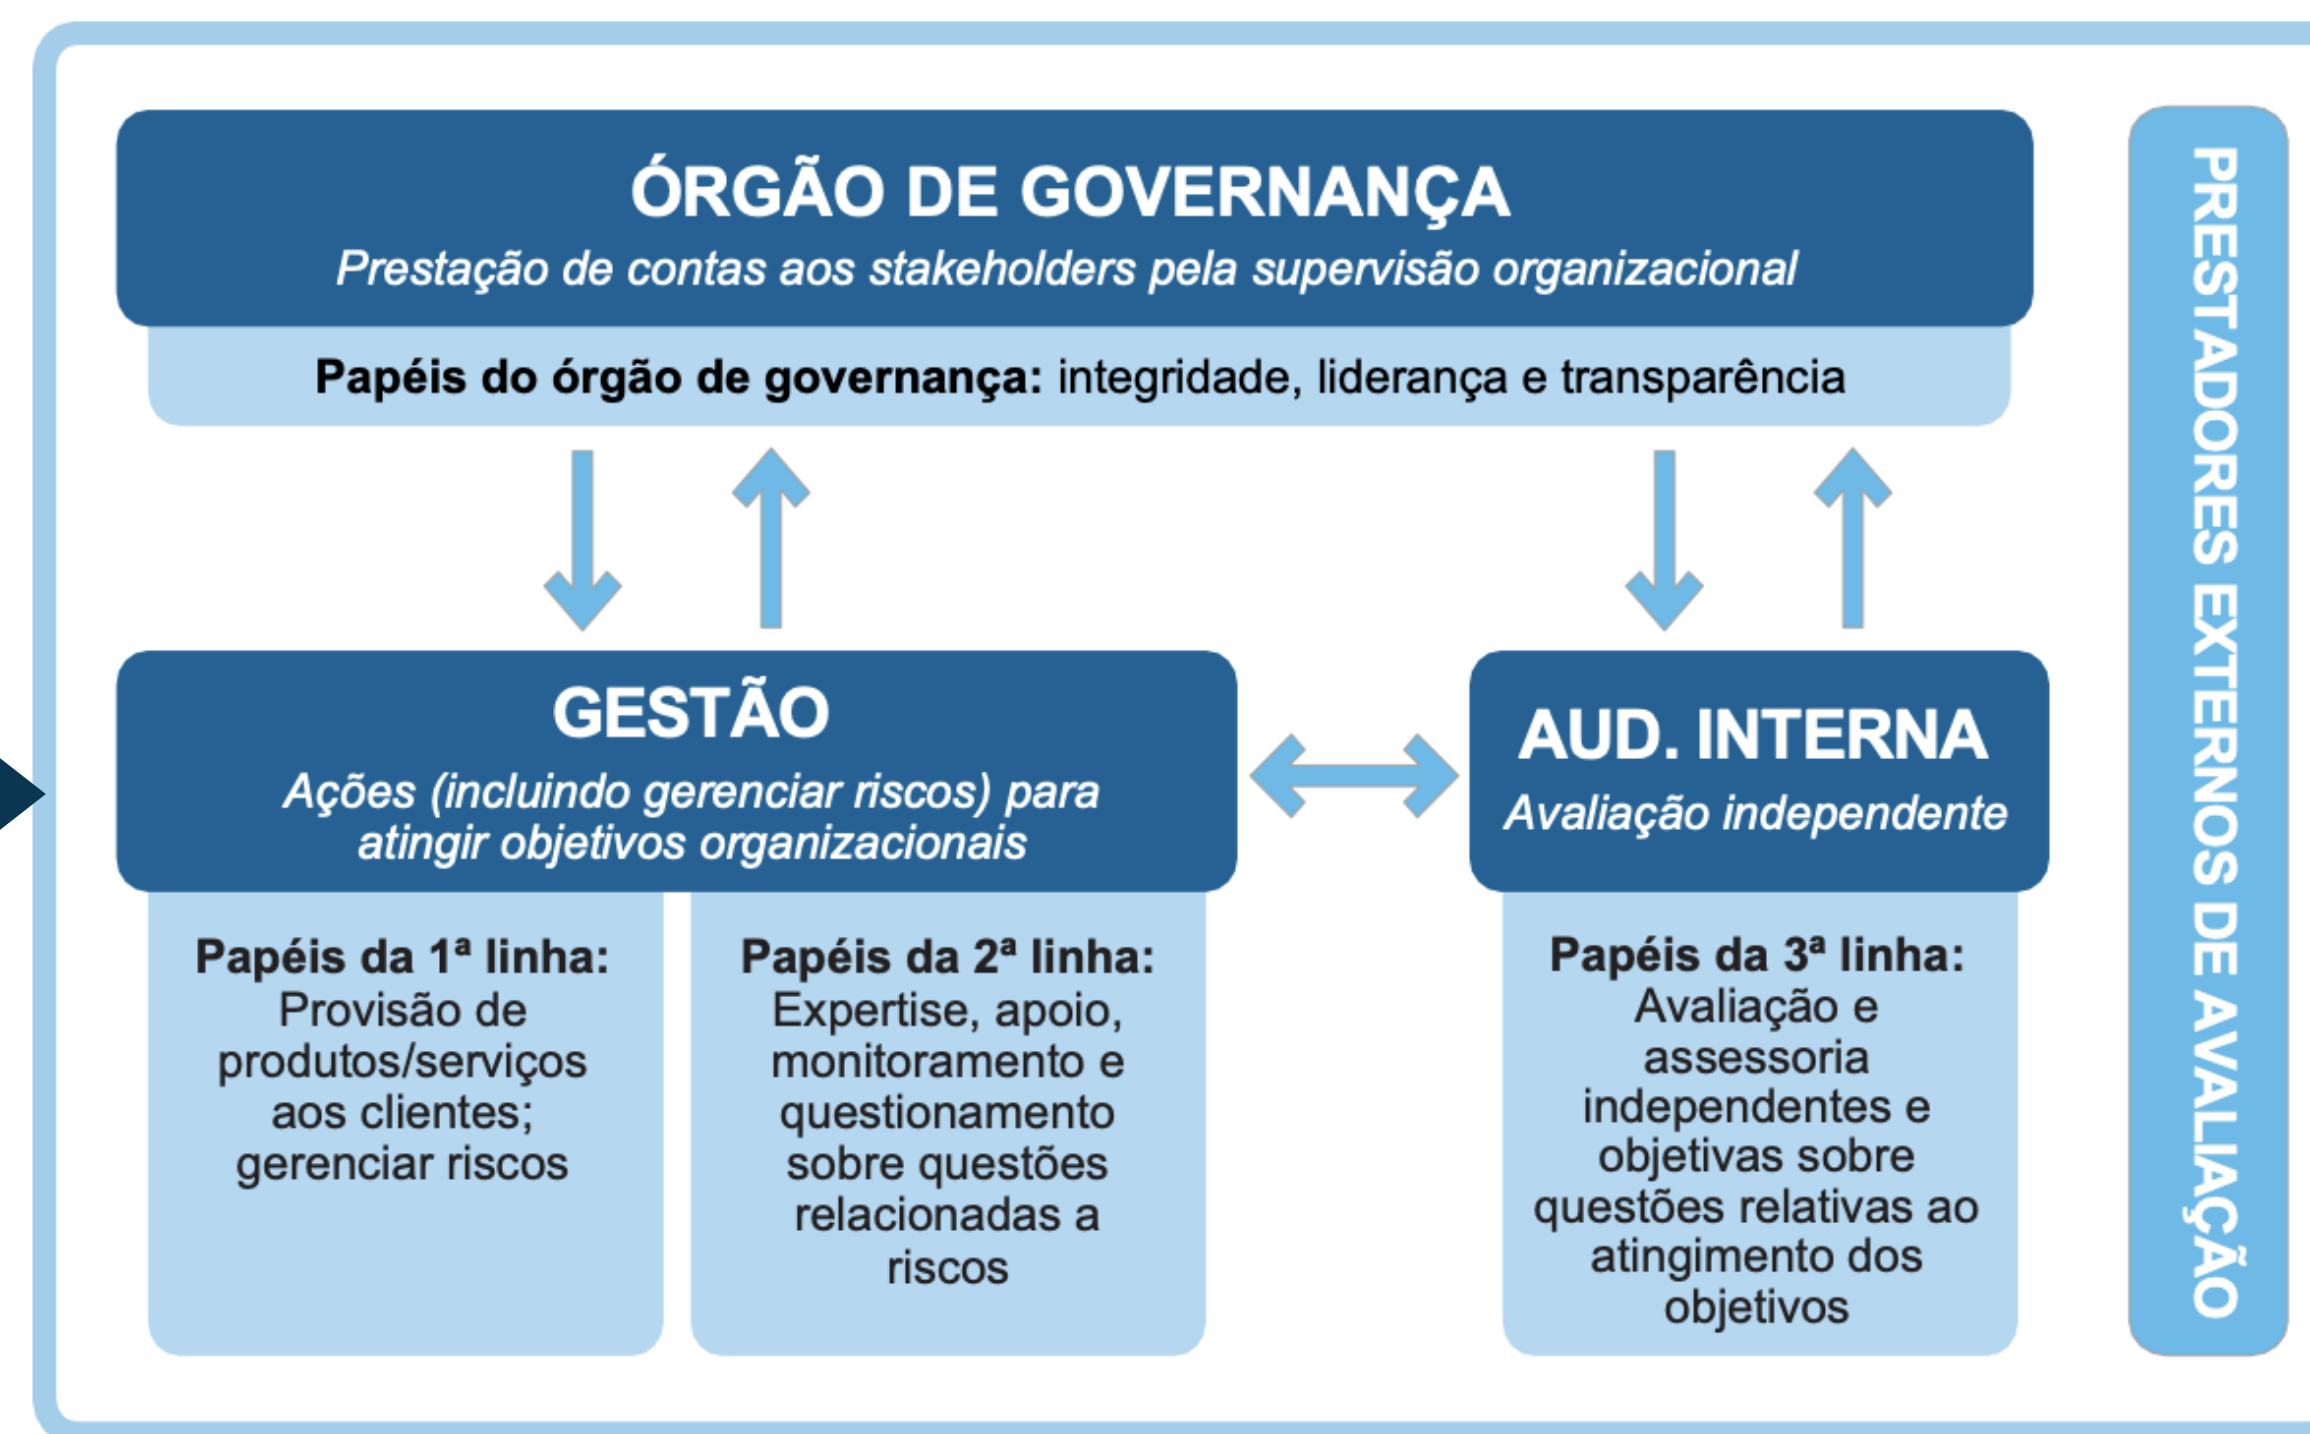 ÓRGÃO DE GOVERNANÇA
Prestação de contas aos stakeholders pela supervisão organizacional
Papéis do órgão de governança: integridade, liderança e transparência
GESTÃO
Ações (incluindo gerenciar riscos) para
atingir objetivos organizacionais
Papéis da 1ª linha:
Provisão de
produtos/serviços
aos clientes;
gerenciar riscos
Papéis da 2ª linha:
Expertise, apoio,
monitoramento e
questionamento
sobre questões
relacionadas a
riscos
AUD. INTERNA
Avaliação independente
Papéis da 3ª linha:
Avaliação e
assessoria
independentes e
objetivas sobre
questões relativas ao
atingimento dos
objetivos
PRESTADORES EXTERNOS DE AVALIAÇÃO